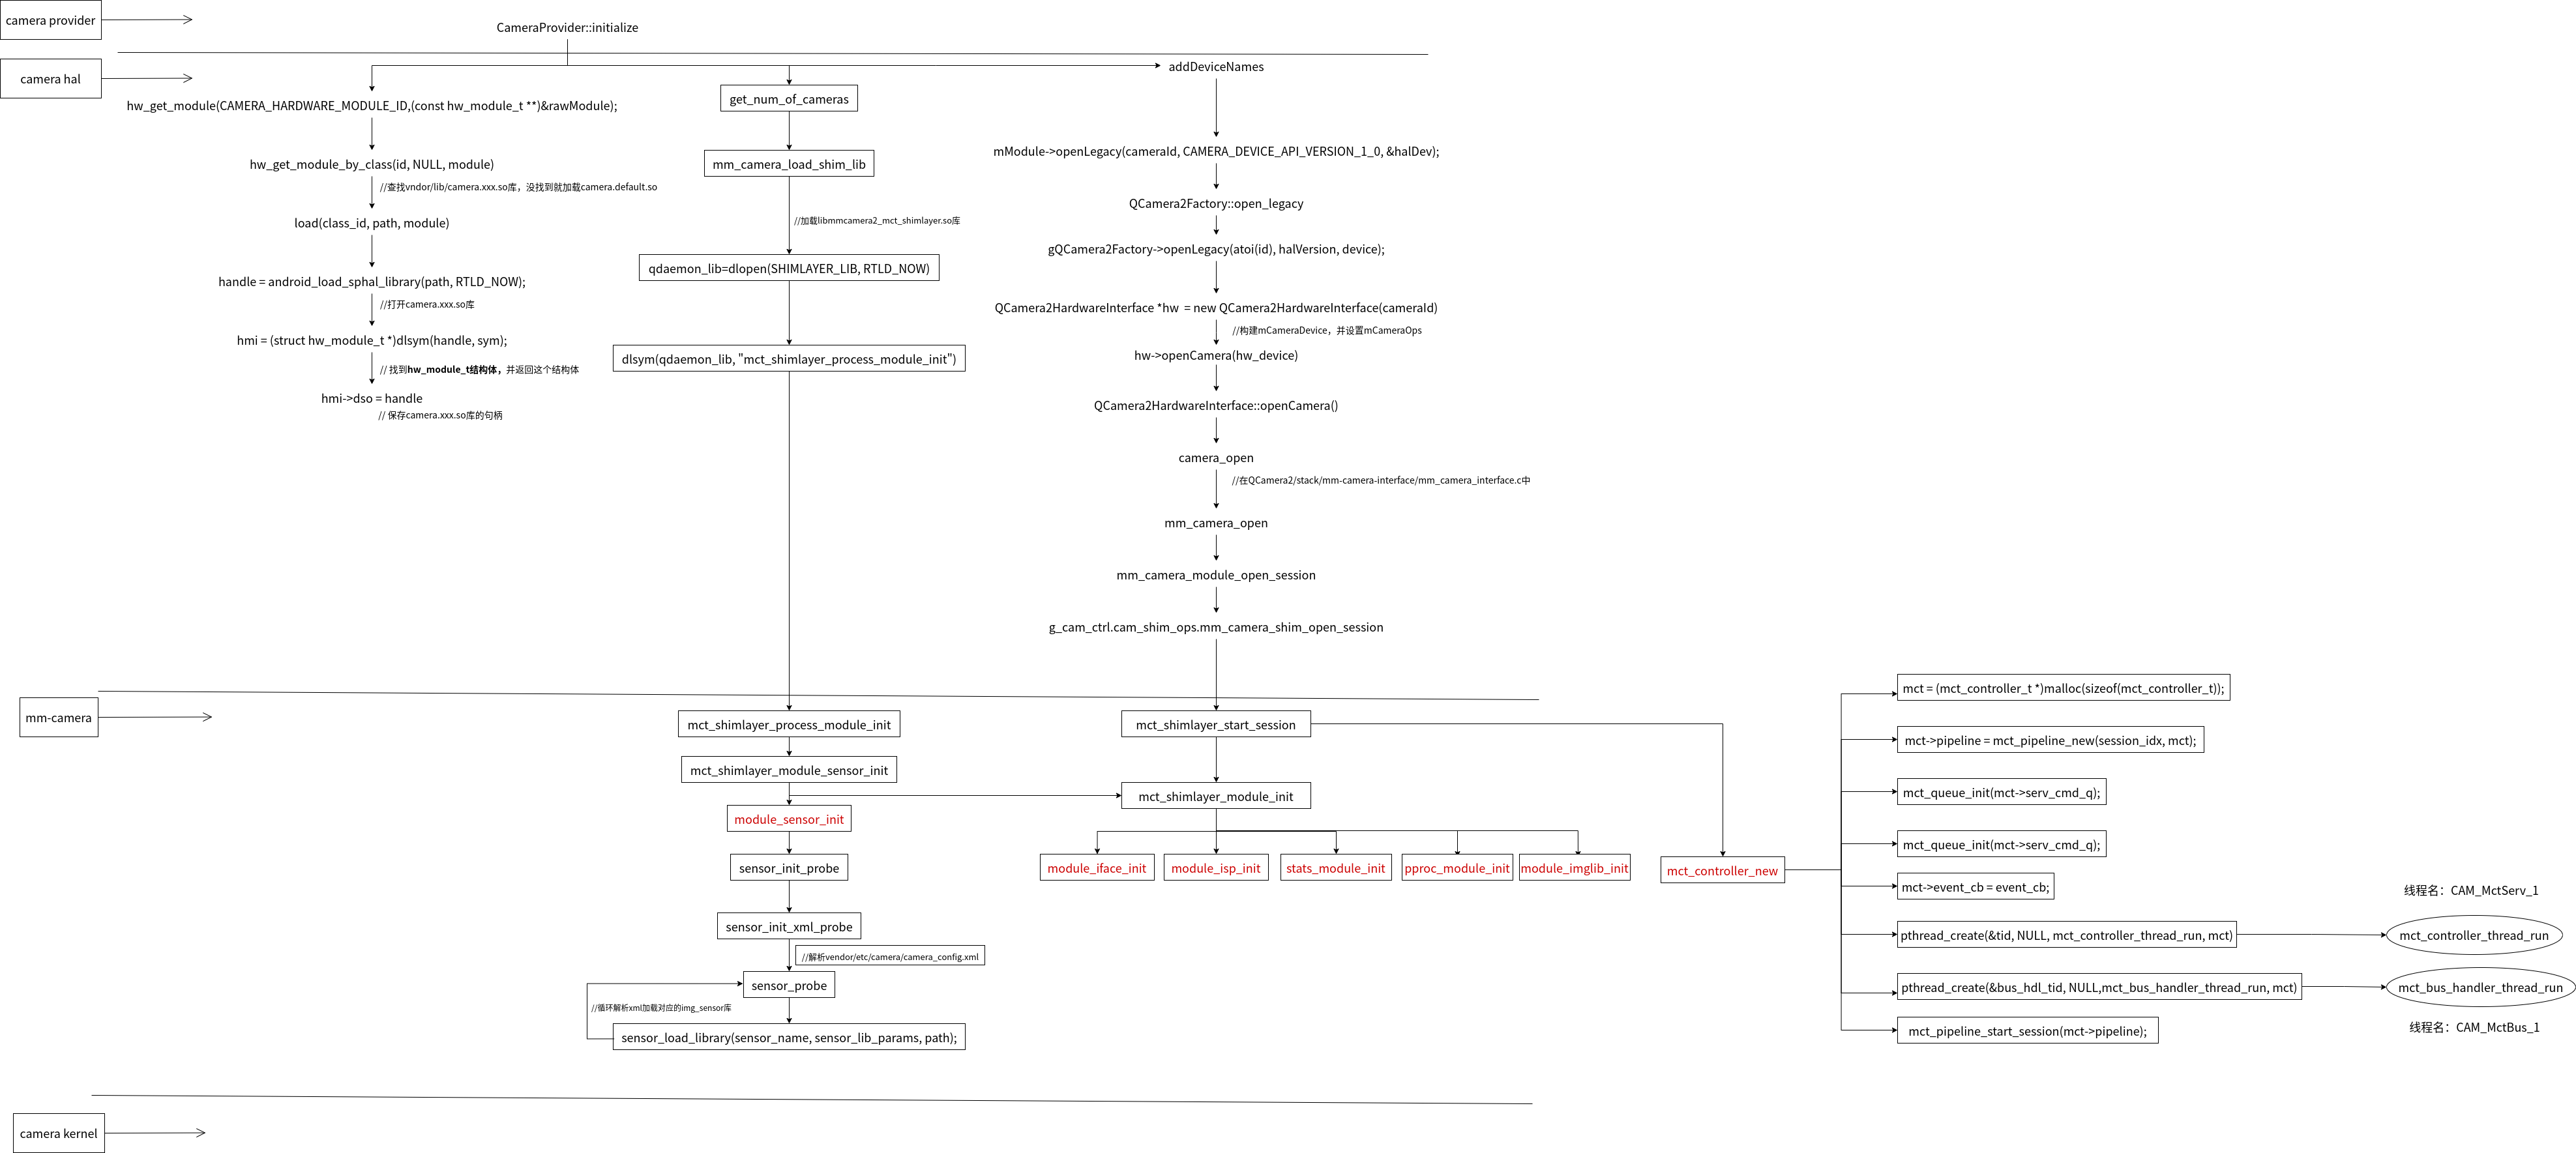 camera provider
CameraProvider::initialize
camera hal
hw_get_module(CAMERA_HARDWARE_MODULE_ID,(const hw_module_t **)&rawModule);
hw_get_module_by_class(id, NULL, module)
//查找vndor/lib/camera.xxx.so库，没找到就加载camera.default.so
load(class_id, path, module)
handle = android_load_sphal_library(path, RTLD_NOW);
//打开camera.xxx.so库
hmi = (struct hw_module_t *)dlsym(handle, sym);
// 找到hw_module_t结构体，并返回这个结构体
hmi->dso = handle
// 保存camera.xxx.so库的句柄
get_num_of_cameras
mm_camera_load_shim_lib
//加载libmmcamera2_mct_shimlayer.so库
qdaemon_lib=dlopen(SHIMLAYER_LIB, RTLD_NOW)
dlsym(qdaemon_lib, "mct_shimlayer_process_module_init")
addDeviceNames
mModule->openLegacy(cameraId, CAMERA_DEVICE_API_VERSION_1_0, &halDev);
QCamera2Factory::open_legacy
gQCamera2Factory->openLegacy(atoi(id), halVersion, device);
QCamera2HardwareInterface *hw  = new QCamera2HardwareInterface(cameraId)
//构建mCameraDevice，并设置mCameraOps
hw->openCamera(hw_device)
QCamera2HardwareInterface::openCamera()
camera_open
//在QCamera2/stack/mm-camera-interface/mm_camera_interface.c中
mm_camera_open
mm_camera_module_open_session
g_cam_ctrl.cam_shim_ops.mm_camera_shim_open_session
mm-camera
mct_shimlayer_process_module_init
mct_shimlayer_module_sensor_init
module_sensor_init
sensor_init_probe
sensor_init_xml_probe
//解析vendor/etc/camera/camera_config.xml
sensor_probe
//循环解析xml加载对应的img_sensor库
sensor_load_library(sensor_name, sensor_lib_params, path);
mct_shimlayer_start_session
mct_shimlayer_module_init
module_iface_init
module_isp_init
stats_module_init
pproc_module_init
module_imglib_init
mct_controller_new
mct = (mct_controller_t *)malloc(sizeof(mct_controller_t));
mct->pipeline = mct_pipeline_new(session_idx, mct);
mct_queue_init(mct->serv_cmd_q);
mct_queue_init(mct->serv_cmd_q);
mct->event_cb = event_cb;
pthread_create(&tid, NULL, mct_controller_thread_run, mct)
pthread_create(&bus_hdl_tid, NULL,mct_bus_handler_thread_run, mct)
mct_pipeline_start_session(mct->pipeline);
线程名：CAM_MctServ_1
mct_controller_thread_run
mct_bus_handler_thread_run
线程名：CAM_MctBus_1
camera kernel